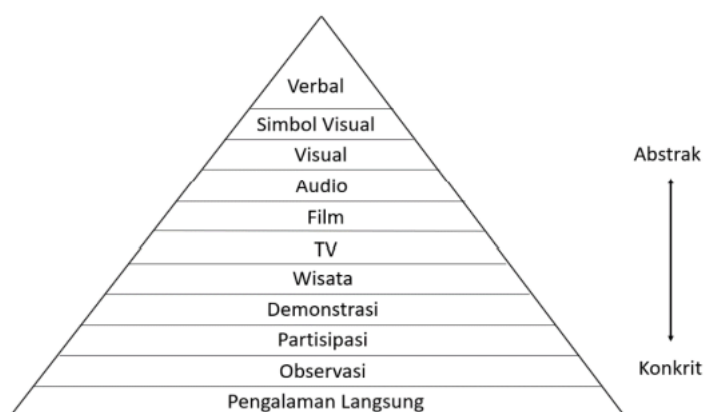 Verbal
Simbol Visual
Visual
Audio
Film
TV
Wisata
Demonstrasi
Partisipasi
Observasi
Pengalaman Langsung
Abstrak
Konkrit